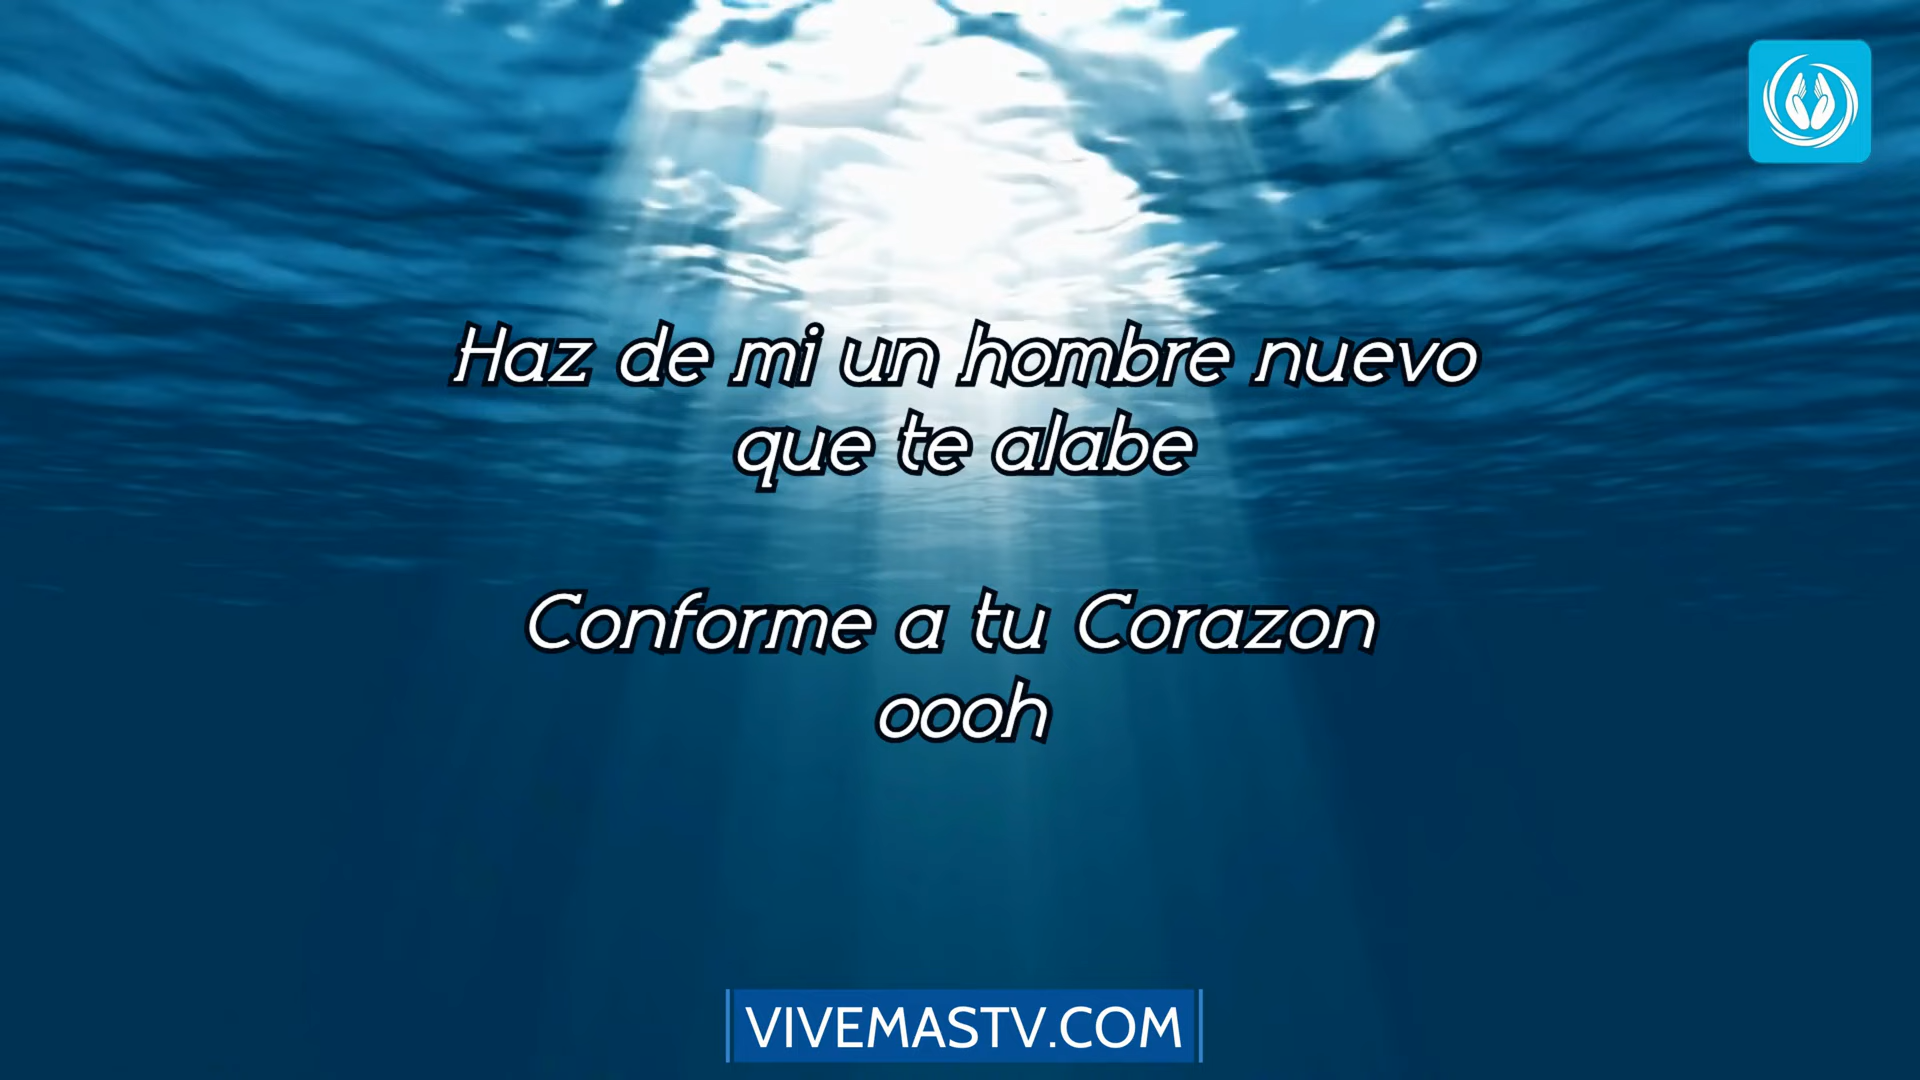 Haz de mi un hombre nuevo
que te alabe
Conforme a tu Corazon
oooh
VIVEMASTV.COM